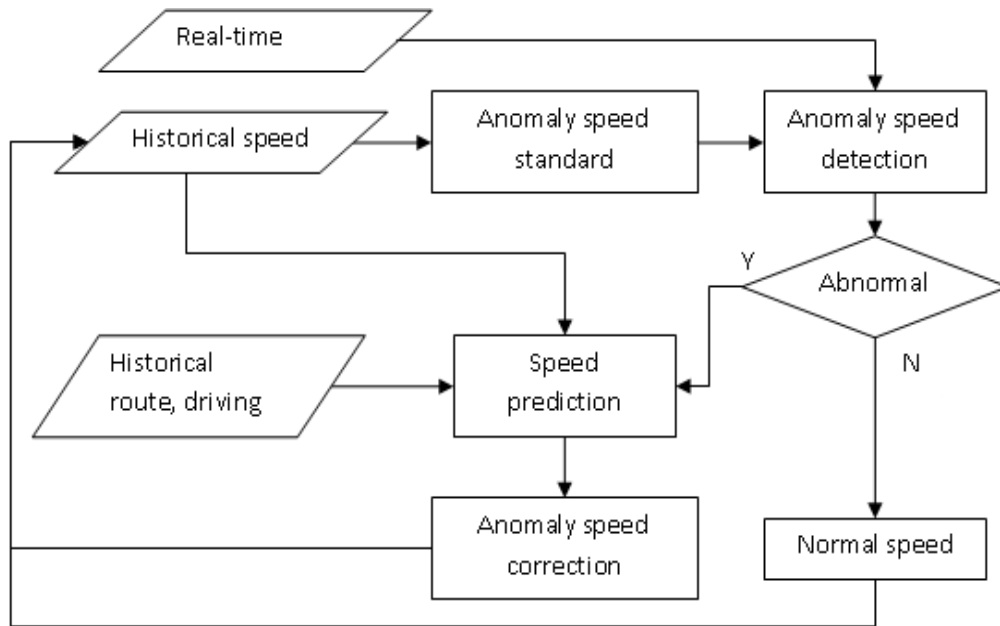 Real-time
Historical speed
Anomaly speed
standard
Anomaly speed
detection
Y
Abnormal
N
Historical
route, driving
Speed
prediction
Anomaly speed
correction
Normal speed